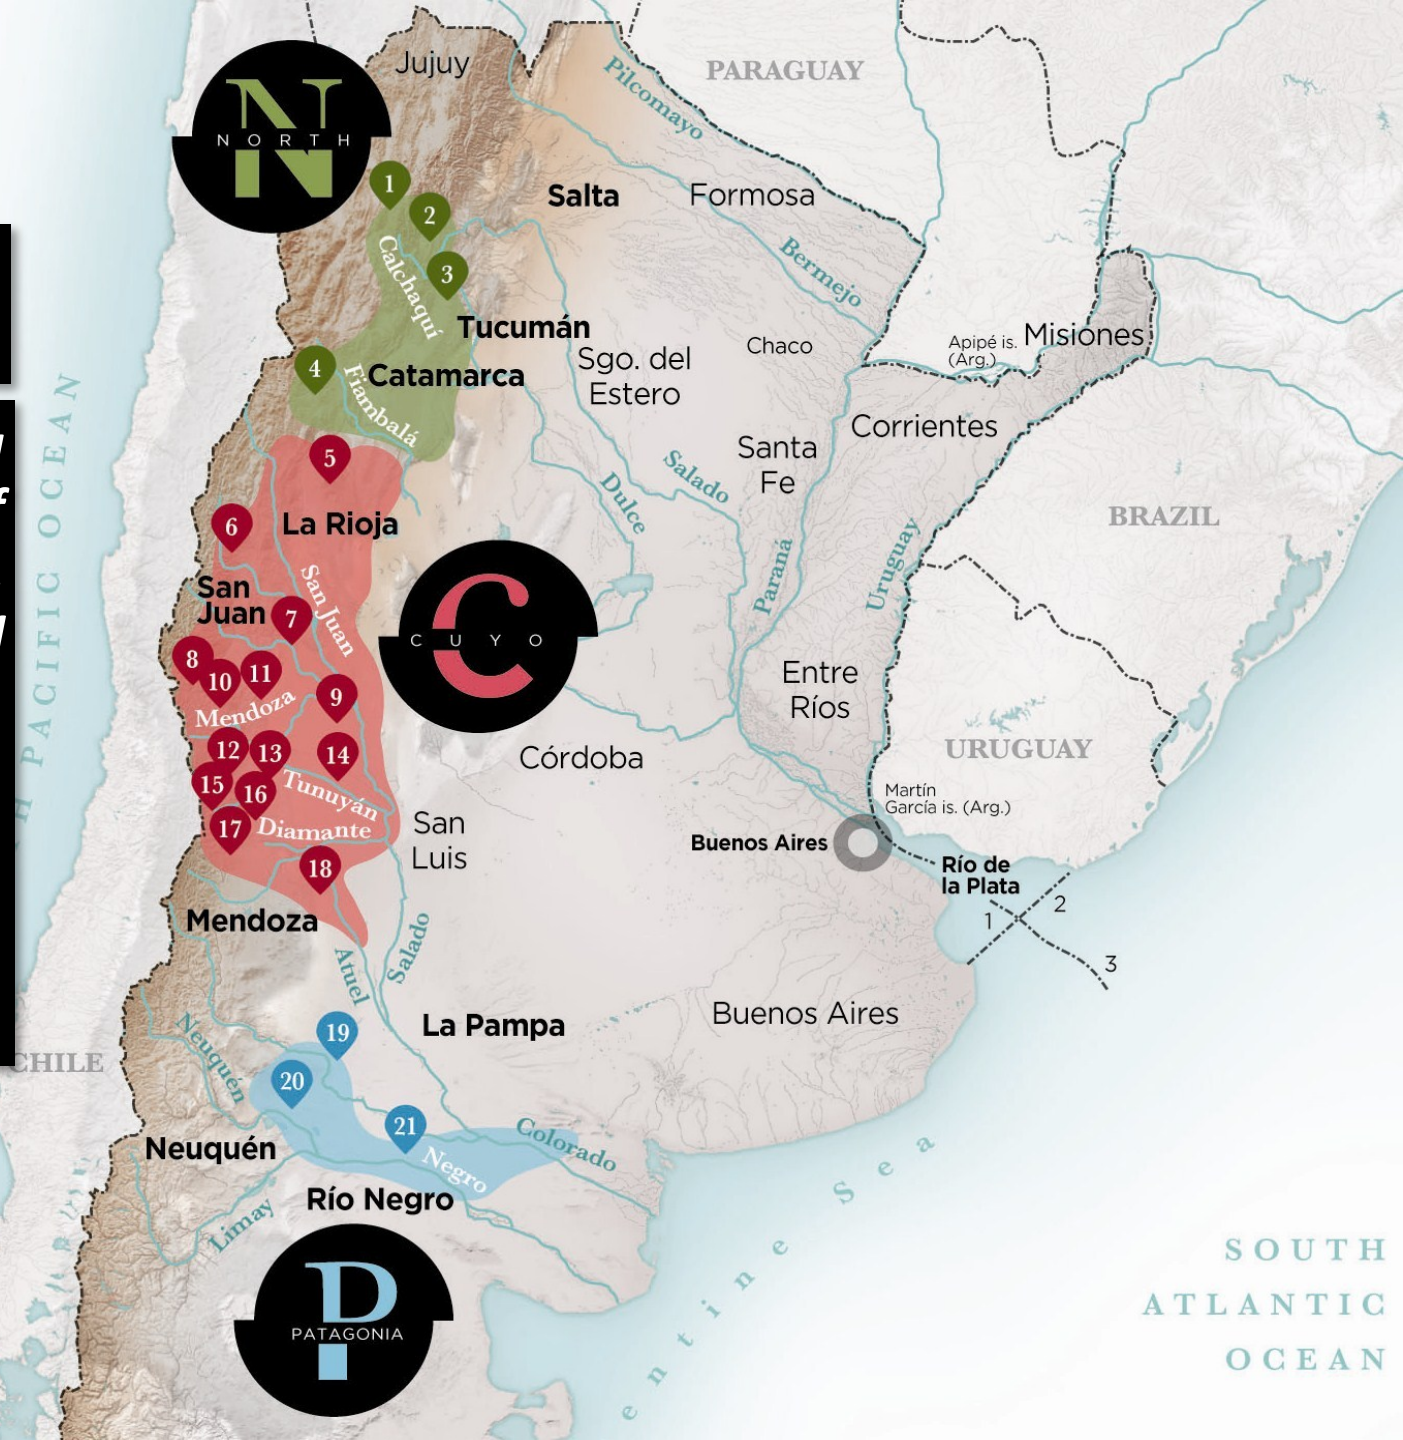 Jujuy
PARAGUAY
Pilcomayo
N
NORTH
1
2
Salta
Formosa
Calchaquí
3
Bermejo
Tucumán
Chaco
Apipé is.
(Arg.)
Misiones
Sgo. del
Estero
4
Catamarca
Fiambalá
Corrientes
Santa
Fe
5
Salado
Dulce
La Rioja
6
BRAZIL
PACIFIC OCEAN
Paraná
Uruguay
San
Juan
San Juan
7
C
CUYO
8
10
11
9
Mendoza
Entre
Ríos
12
13
14
Córdoba
URUGUAY
15
16
Tunuyán
17
Diamante
San
Luis
Martín
García is. (Arg.)
Buenos Aires
Río de
la Plata
18
1
2
3
Mendoza
Atuel
Salado
La Pampa
Buenos Aires
19
CHILE
Neuquén
20
21
Negro
Colorado
Neuquén
Río Negro
Limay
P
PATAGONIA
entine Sea
SOUTH
ATLANTIC
OCEAN